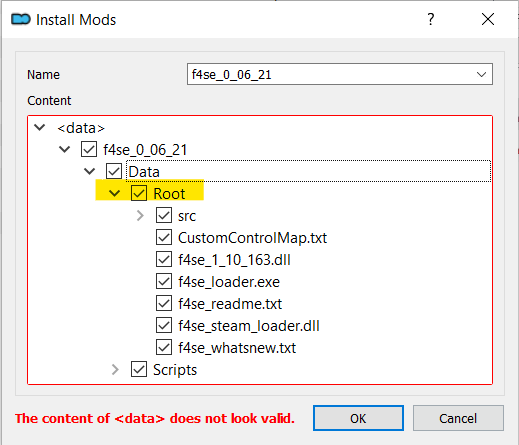 Install Mods
Name
f4se_0_06_21
Content
<data>
f4se_0_06_21
Data
Root
src
CustomControlMap.txt
f4se_1_10_163.dll
f4se_loader.exe
f4se_readme.txt
f4se_steam_loader.dll
f4se_whatsnew.txt
Scripts
The content of <data> does not look valid.
OK
Cancel